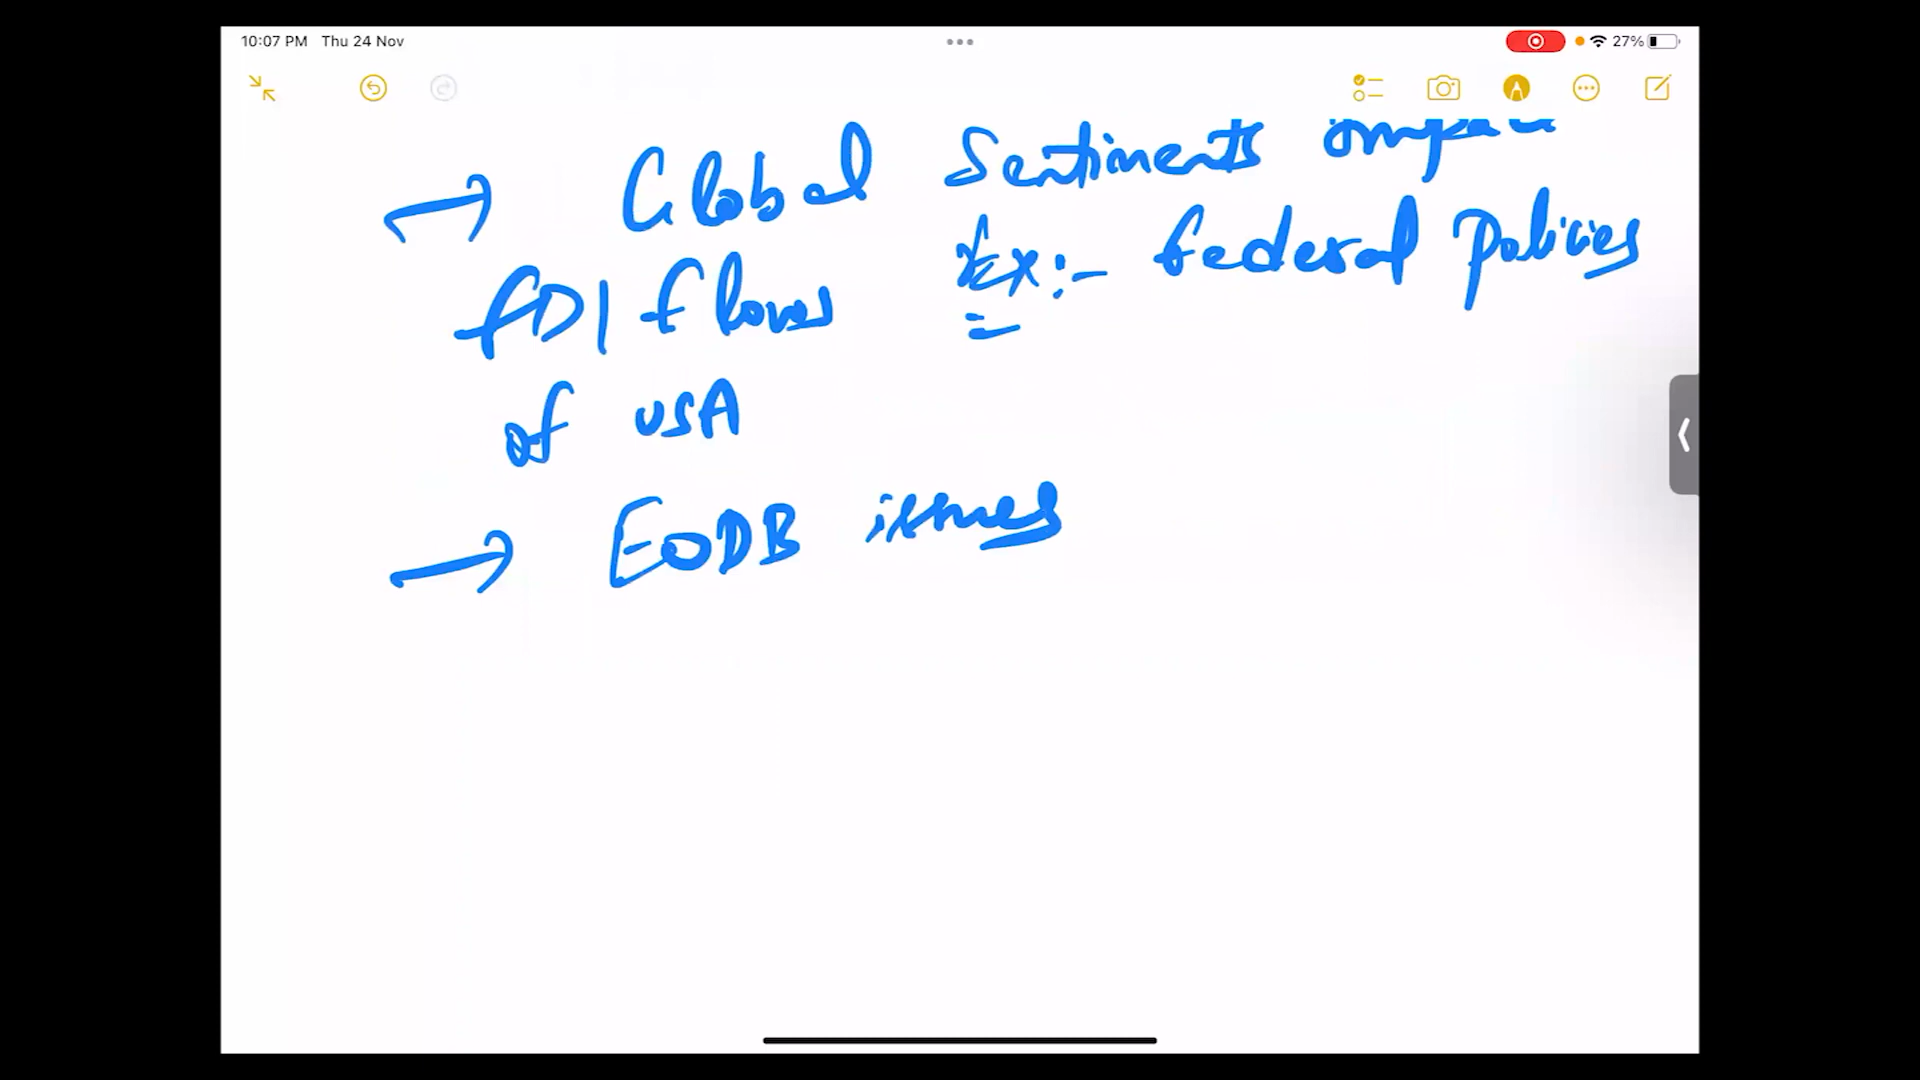 10:07 PM Thu 24 Nov
27%
Global Sentiments impact
FDI flows Ex:- Federal Policies
of USA
EODB issues